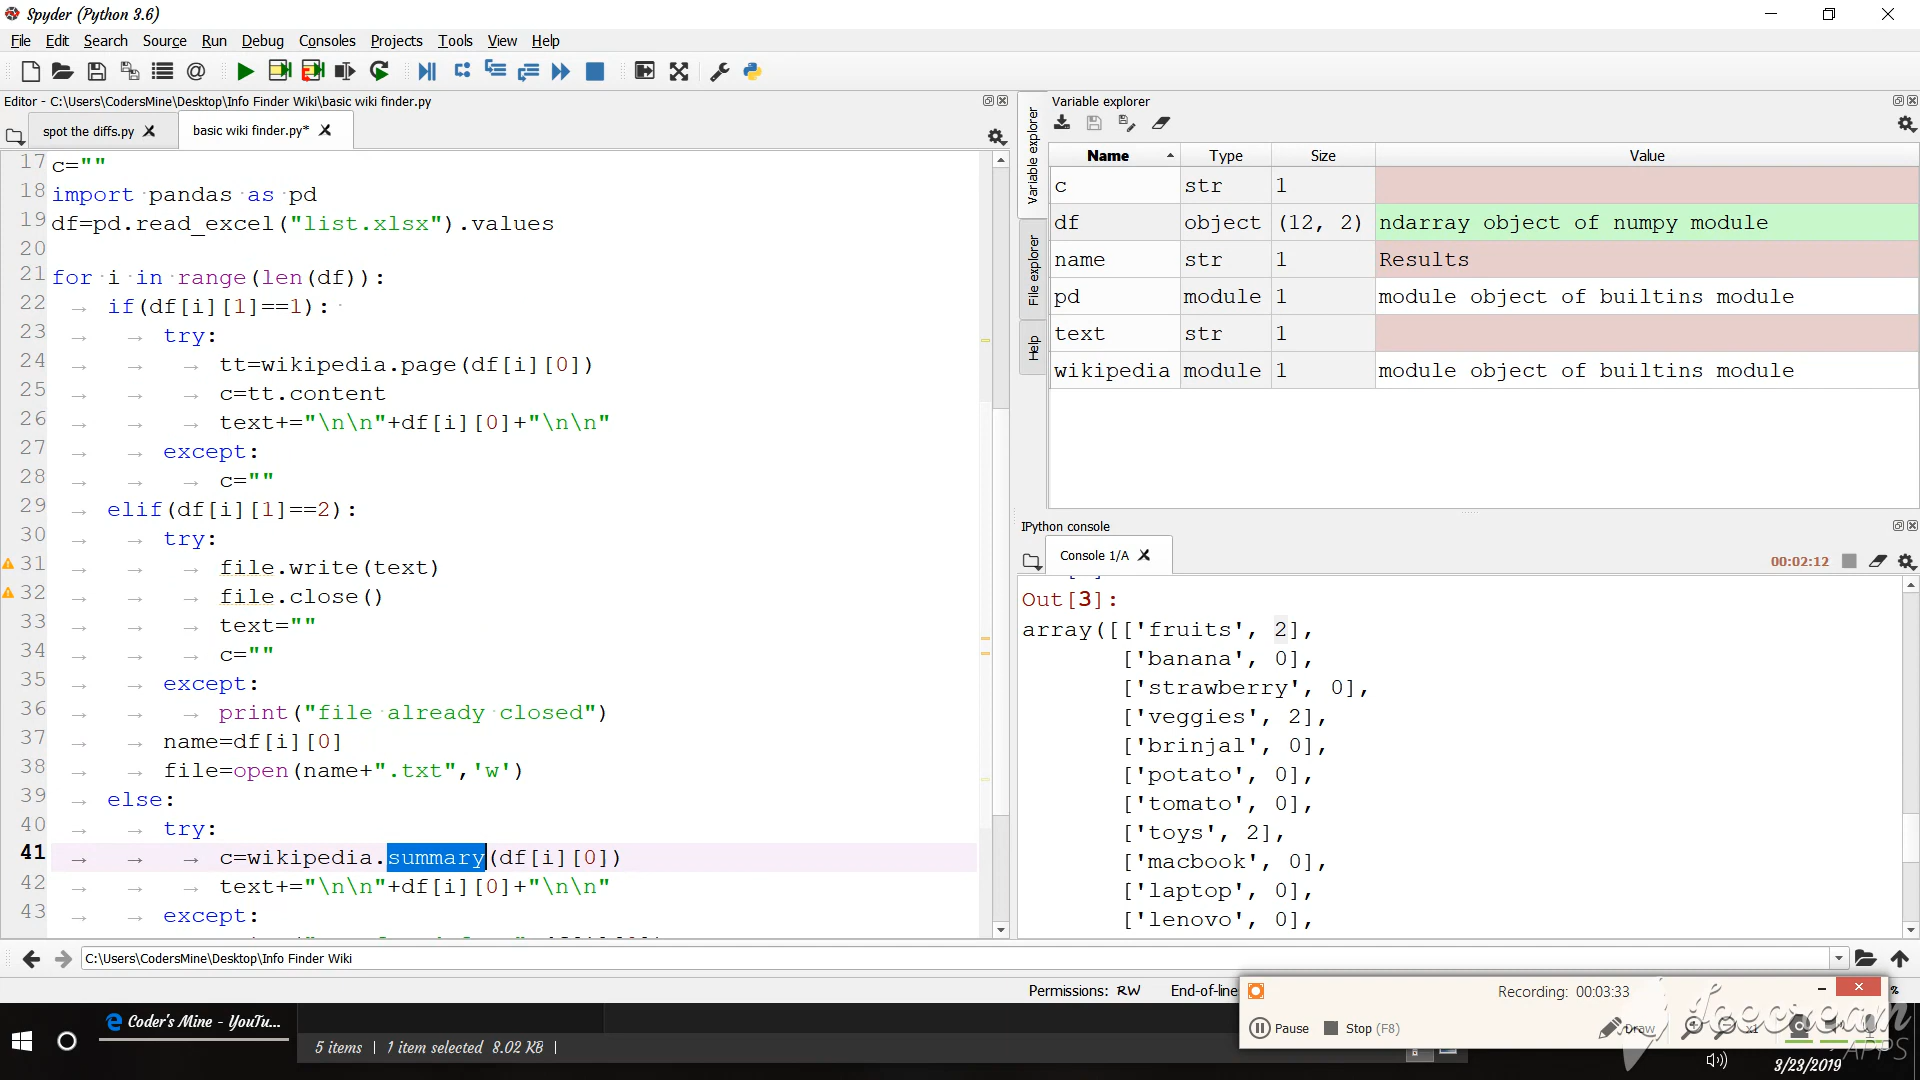 Spyder (Python 3.6)
File Edit Search Source Run Debug Consoles Projects Tools View Help
Editor - C:\Users\CodersMine\Desktop\Info Finder Wiki\basic wiki finder.py
spot the diffs.py
basic wiki finder.py*
17 c=""
18 import pandas as pd
19 df=pd.read_excel("list.xlsx").values
20
21 for i in range(len(df)):
22 if(df[i][1]==1):
23 try:
24 tt=wikipedia.page(df[i][0])
25 c=tt.content
26 text+="\n\n"+df[i][0]+"\n\n"
27 except:
28 c=""
29 elif(df[i][1]==2):
30 try:
31 file.write(text)
32 file.close()
33 text=""
34 c=""
35 except:
36 print("file already closed")
37 name=df[i][0]
38 file=open(name+".txt",'w')
39 else:
40 try:
41 c=wikipedia.summary(df[i][0])
42 text+="\n\n"+df[i][0]+"\n\n"
43 except:
Variable explorer
Variable explorer
File explorer
Help
Name Type Size Value
c str 1
df object (12, 2) ndarray object of numpy module
name str 1 Results
pd module 1 module object of builtins module
text str 1
wikipedia module 1 module object of builtins module
IPython console
Console 1/A
00:02:12
Out[3]:
array([['fruits', 2],
['banana', 0],
['strawberry', 0],
['veggies', 2],
['brinjal', 0],
['potato', 0],
['tomato', 0],
['toys', 2],
['macbook', 0],
['laptop', 0],
['lenovo', 0],
C:\Users\CodersMine\Desktop\Info Finder Wiki
Permissions: RW End-of-line
%
Recording: 00:03:33
Pause Stop (F8) Draw
Icecream
APPS
Coder's Mine - YouTu...
5 items 1 item selected 8.02 KB
3/23/2019